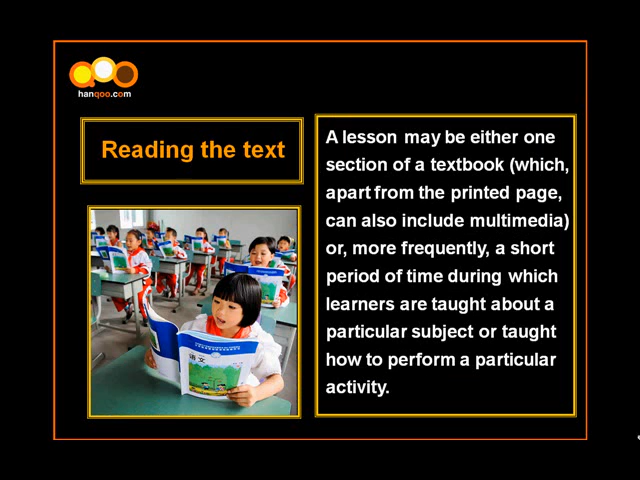 hanqoo.com
Reading the text
语文
A lesson may be either one
section of a textbook (which,
apart from the printed page,
can also include multimedia)
or, more frequently, a short
period of time during which
learners are taught about a
particular subject or taught
how to perform a particular
activity.